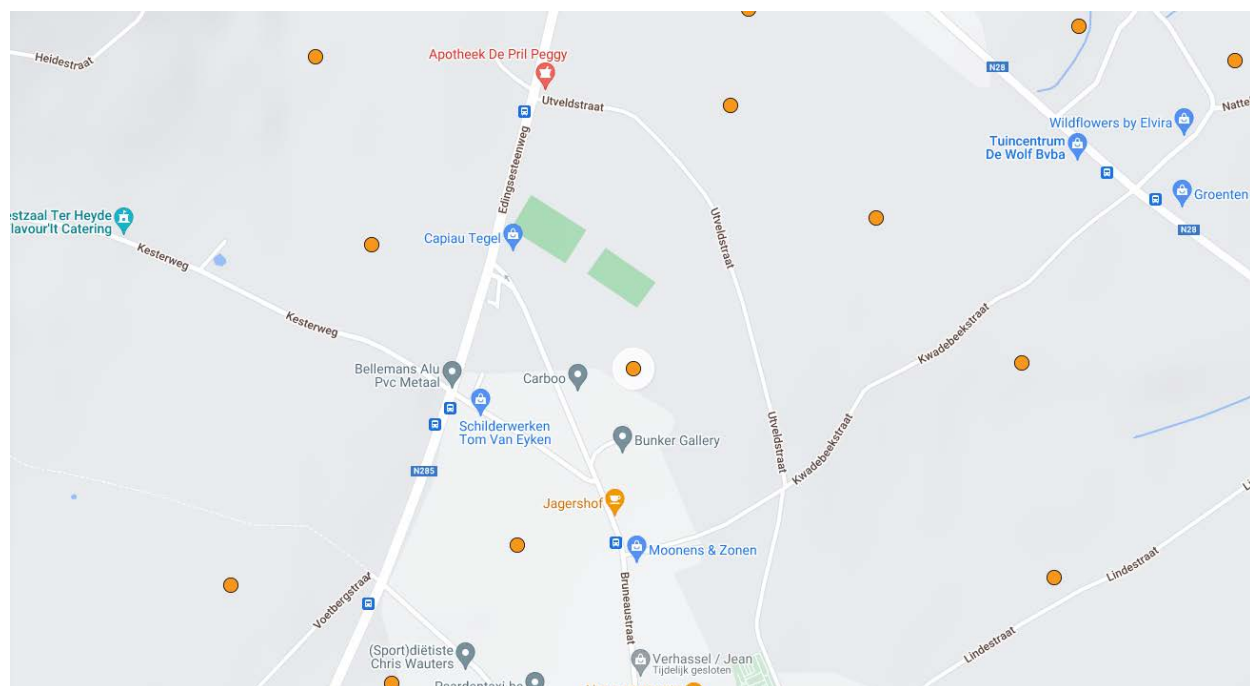 Heidestraat
Apotheek De Pril Peggy
N28
Utveldstraat
Natte
Wildflowers by Elvira
Tuincentrum
De Wolf Bvba
Edingsesteenweg
Groenten
estzaal Ter Heyde
lavour'It Catering
Utveldstraat
N28
Capiau Tegel
Kesterweg
Kesterweg
Kwadebeekstraat
Bellemans Alu
Pvc Metaal
Carboo
Schilderwerken
Tom Van Eyken
Utveldstraat
Kwadebeekstraat
Bunker Gallery
N285
Li
Jagershof
Moonens & Zonen
Lindestraat
Voetbergstraat
Bruneaustraat
Lindestraat
(Sport)diëtiste
Chris Wauters
Verhassel / Jean
Tijdelijk gesloten